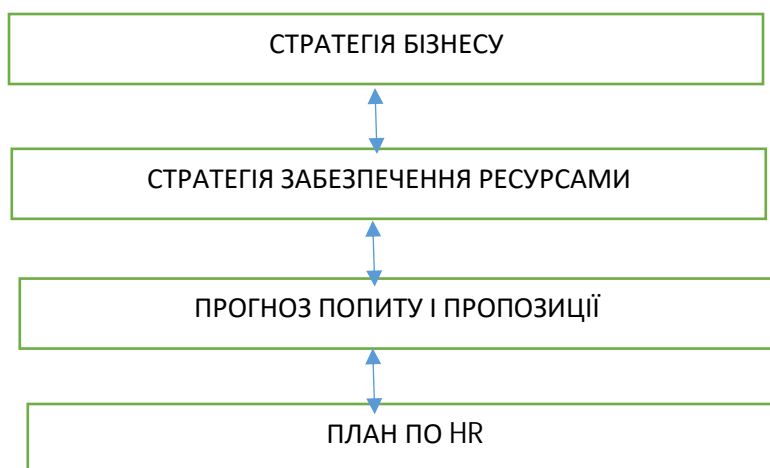 СТРАТЕГІЯ БІЗНЕСУ
СТРАТЕГІЯ ЗАБЕЗПЕЧЕННЯ РЕСУРСАМИ
ПРОГНОЗ ПОПИТУ І ПРОПОЗИЦІЇ
ПЛАН ПО HR